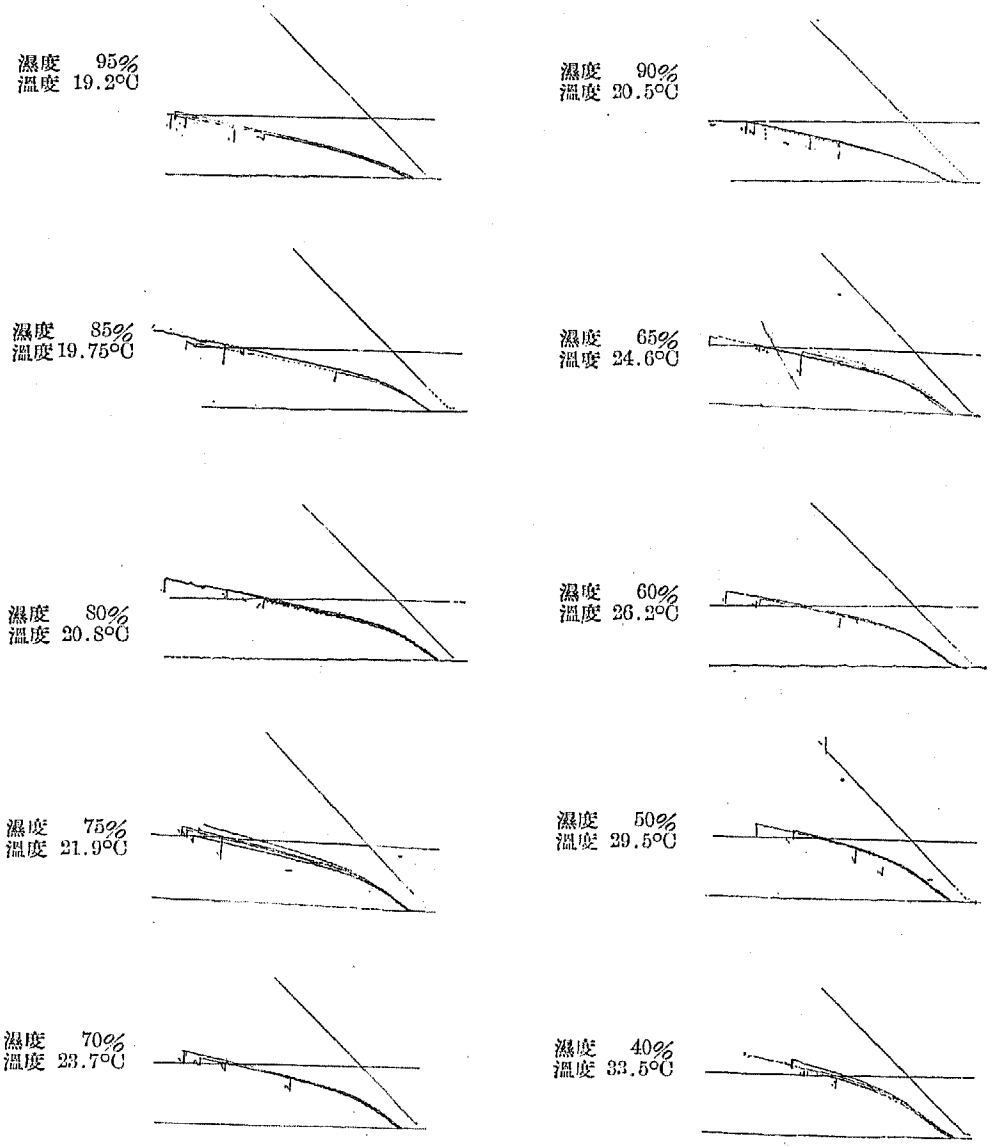 濕度 95%
溫度 19.2°C
濕度 90%
溫度 20.5°C
濕度 85%
溫度 19.75°C
濕度 65%
溫度 24.6°C
濕度 80%
溫度 20.8°C
濕度 60%
溫度 26.2°C
濕度 75%
溫度 21.9°C
濕度 50%
溫度 29.5°C
濕度 70%
溫度 23.7°C
濕度 40%
溫度 33.5°C